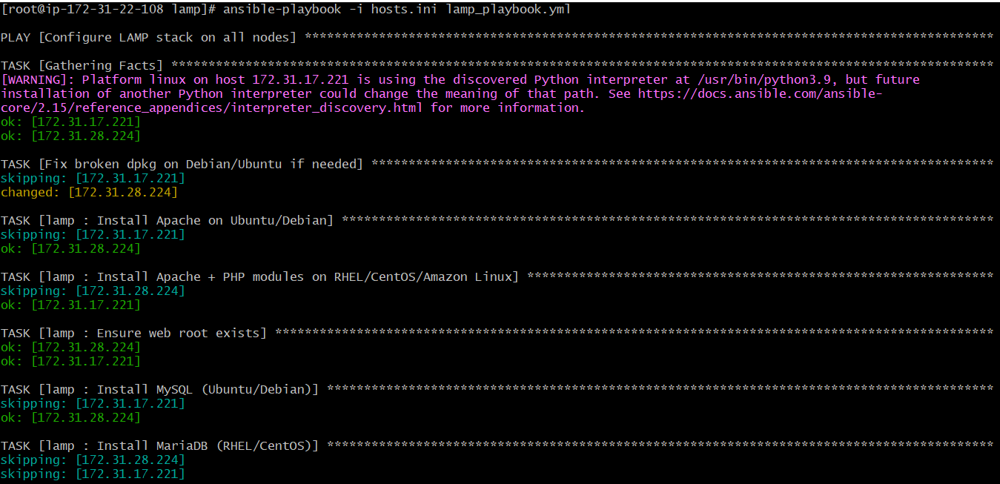 [root@ip-172-31-22-108 lamp]# ansible-playbook -i hosts.ini lamp_playbook.yml
PLAY [Configure LAMP stack on all nodes] *********************************************************************************************
TASK [Gathering Facts] ***************************************************************************************************************
[WARNING]: Platform linux on host 172.31.17.221 is using the discovered Python interpreter at /usr/bin/python3.9, but future
installation of another Python interpreter could change the meaning of that path. See https://docs.ansible.com/ansible-
core/2.15/reference_appendices/interpreter_discovery.html for more information.
ok: [172.31.17.221]
ok: [172.31.28.224]
TASK [Fix broken dpkg on Debian/Ubuntu if needed] ************************************************************************************
skipping: [172.31.17.221]
changed: [172.31.28.224]
TASK [lamp : Install Apache on Ubuntu/Debian] ****************************************************************************************
skipping: [172.31.17.221]
ok: [172.31.28.224]
TASK [lamp : Install Apache + PHP modules on RHEL/CentOS/Amazon Linux] ***************************************************************
skipping: [172.31.28.224]
ok: [172.31.17.221]
TASK [lamp : Ensure web root exists] *************************************************************************************************
ok: [172.31.28.224]
ok: [172.31.17.221]
TASK [lamp : Install MySQL (Ubuntu/Debian)] ******************************************************************************************
skipping: [172.31.17.221]
ok: [172.31.28.224]
TASK [lamp : Install MariaDB (RHEL/CentOS)] ******************************************************************************************
skipping: [172.31.28.224]
skipping: [172.31.17.221]